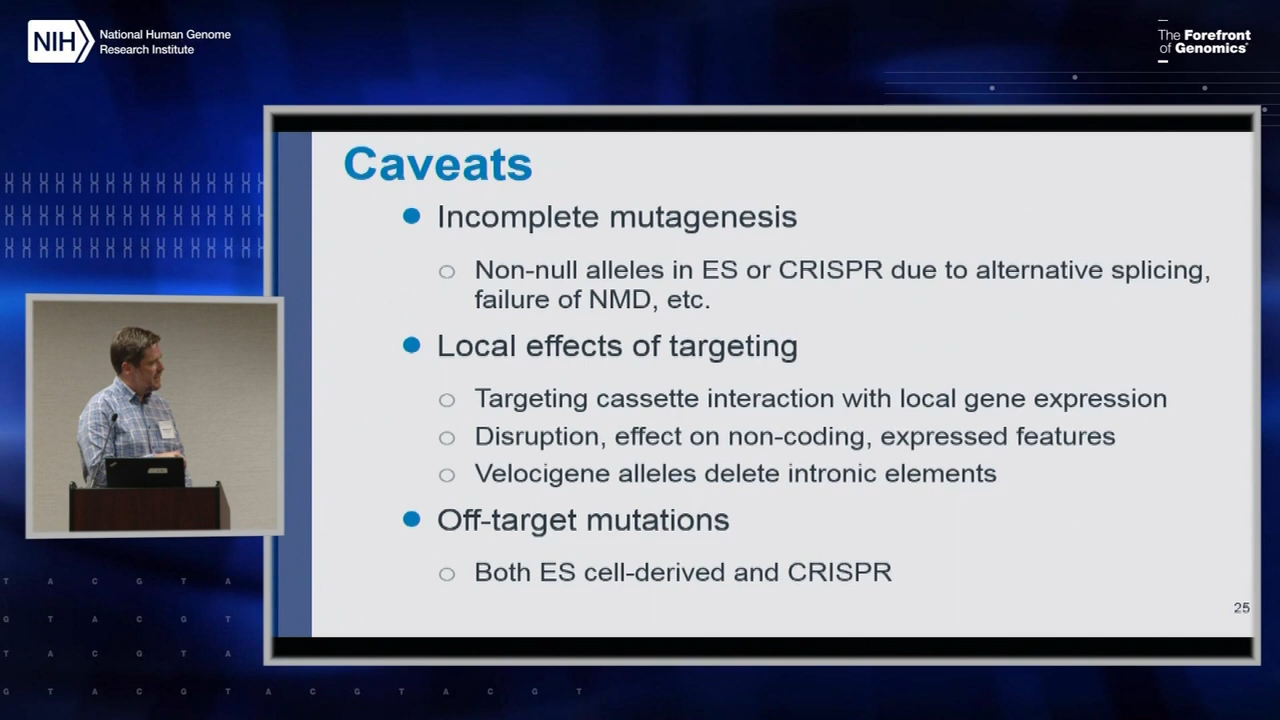 NIH
National Human Genome
Research Institute
The Forefront
of Genomics®
Caveats
Incomplete mutagenesis
Non-null alleles in ES or CRISPR due to alternative splicing,
failure of NMD, etc.
Local effects of targeting
Targeting cassette interaction with local gene expression
Disruption, effect on non-coding, expressed features
Velocigene alleles delete intronic elements
Off-target mutations
Both ES cell-derived and CRISPR
25
T A C G T A
G T A C G T
T A C G T A
G T A C G T A C G T A C G T